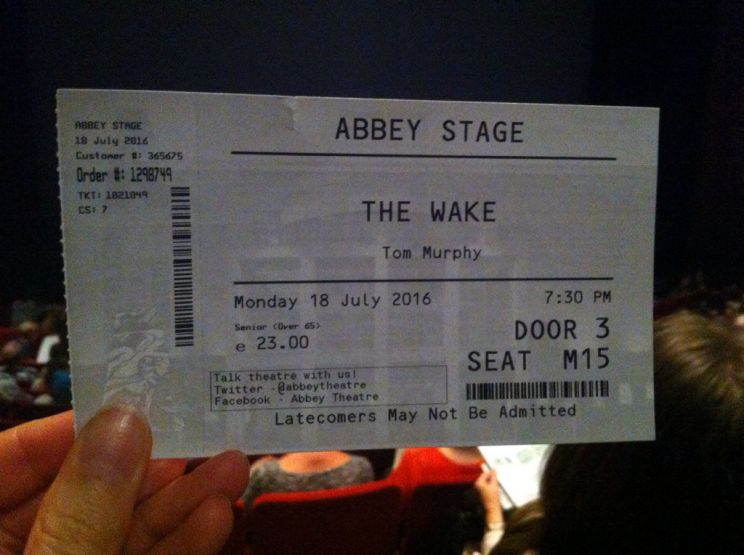 ABBEY STAGE
18 July 2016
Customer #: 365675
Order #: 1298749
TKT: 1821049
CS: 7
ABBEY STAGE
THE WAKE
Tom Murphy
Monday 18 July 2016 7:30 PM
Senior (Over 65)
e 23.00
DOOR 3
SEAT M15
Talk theatre with us!
Twitter -@abbeytheatre
Facebook - Abbey Theatre
Latecomers May Not Be Admitted